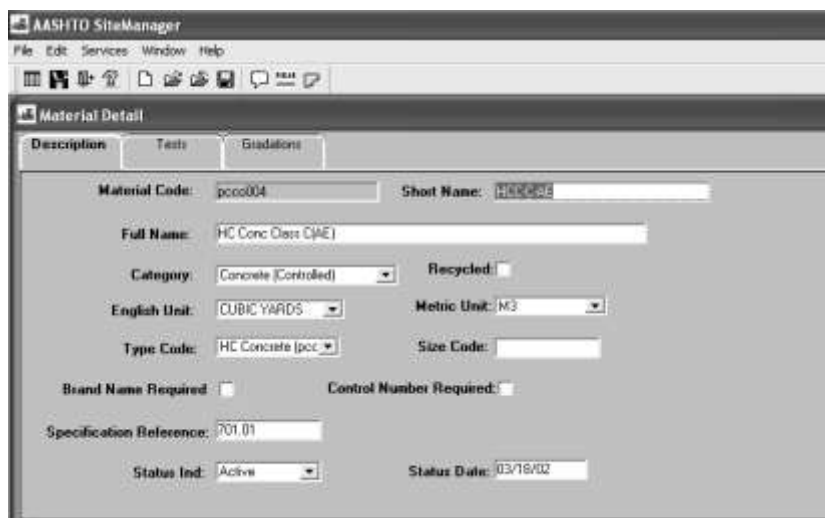 AASHTO SiteManager
File Edit Services Window Help
Material Detail
Description Tests Gradations
Material Code: pccc004 Short Name: HCCCAE
Full Name: HC Conc Class C(AE)
Category: Concrete (Controlled) Recycled:
English Unit: CUBIC YARDS Metric Unit: M3
Type Code: HC Concrete (pcc Size Code:
Brand Name Required Control Number Required:
Specification Reference: 701.01
Status Ind: Active Status Date: 03/18/02